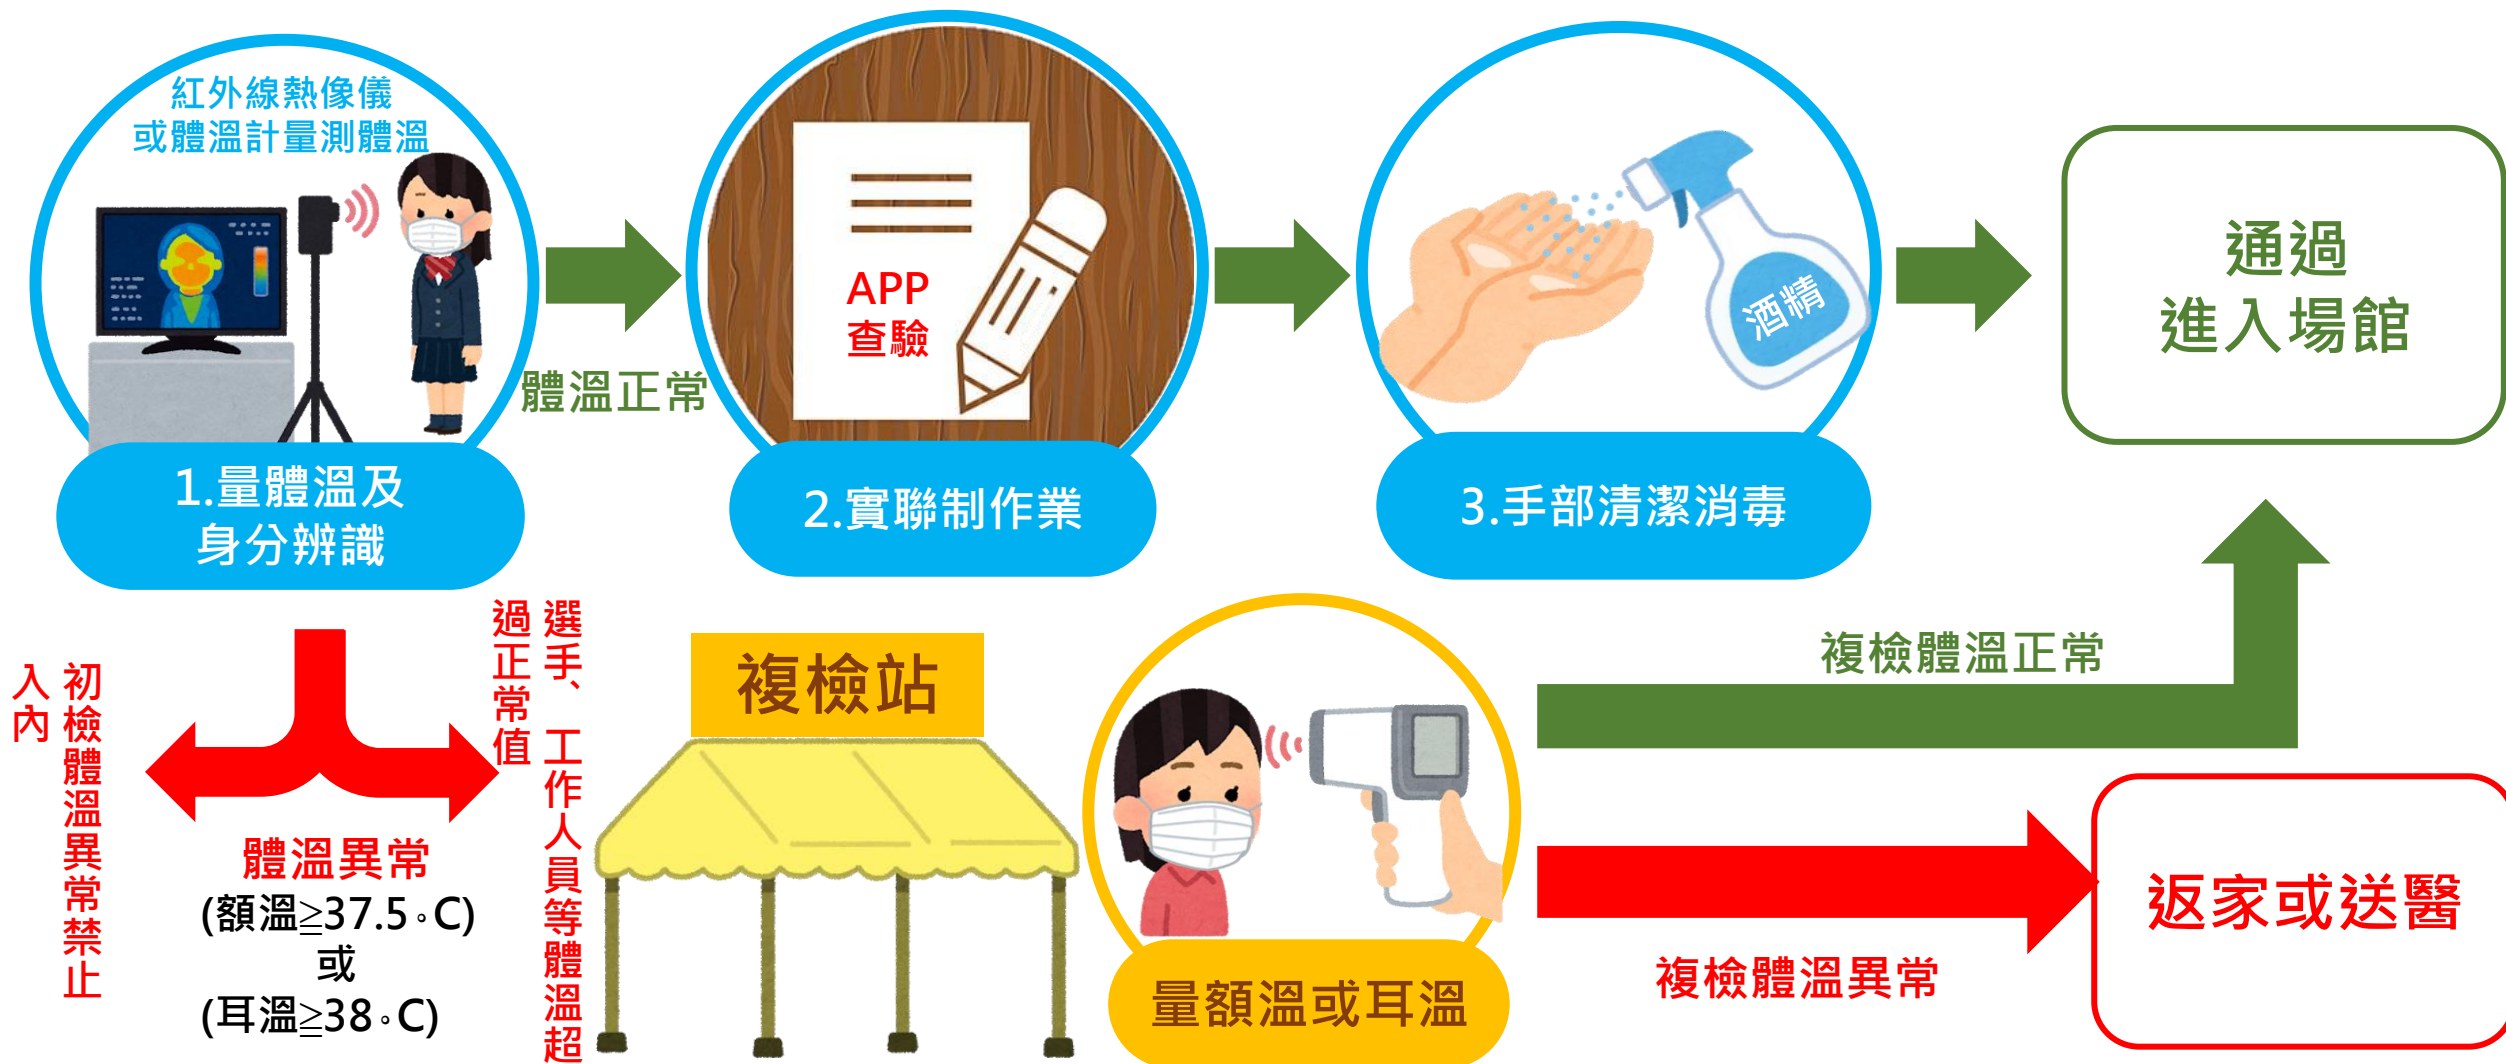 紅外線熱像儀
或體溫計量測體溫
1.量體溫及
身分辨識
體溫正常
APP
查驗
2.實聯制作業
酒精
3.手部清潔消毒
通過
進入場館
初檢體溫異常禁止
入內
體溫異常
(額溫≧37.5◦C)
或
(耳溫≧38◦C)
選手、工作人員等體溫超
過正常值
複檢站
量額溫或耳溫
複檢體溫正常
複檢體溫異常
返家或送醫